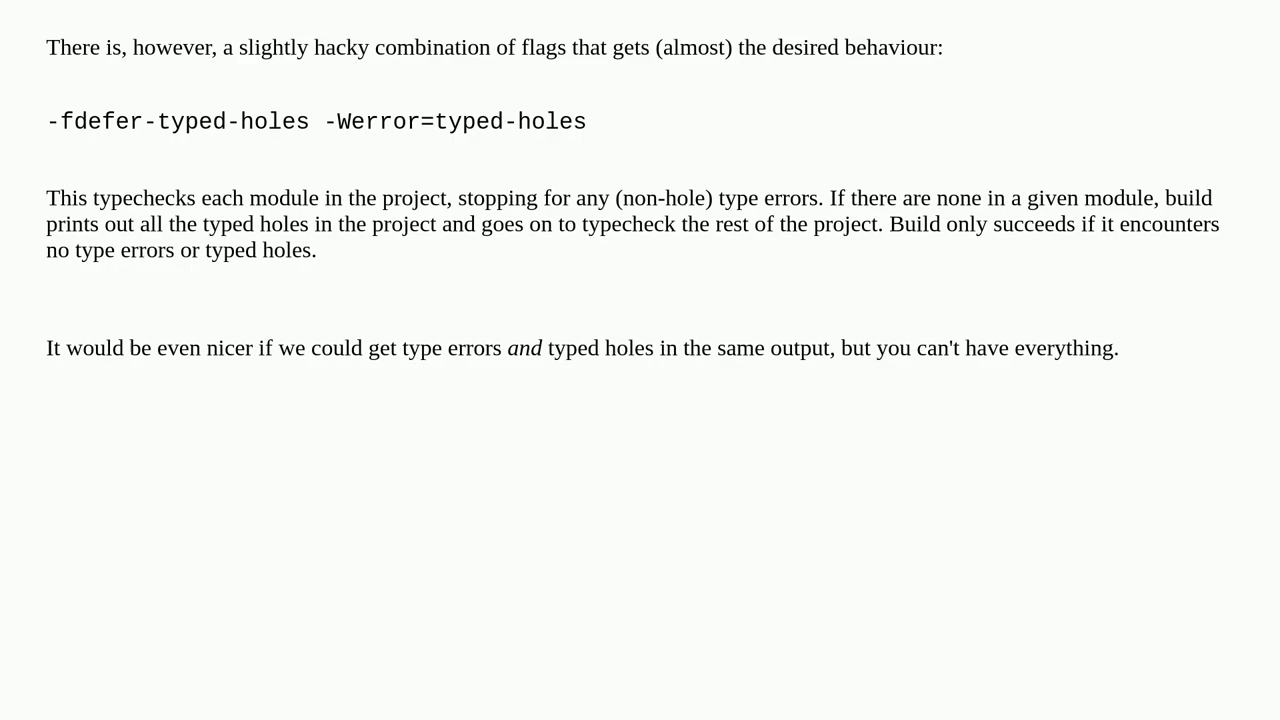 There is, however, a slightly hacky combination of flags that gets (almost) the desired behaviour:
-fdefer-typed-holes -Werror=typed-holes
This typechecks each module in the project, stopping for any (non-hole) type errors. If there are none in a given module, build
prints out all the typed holes in the project and goes on to typecheck the rest of the project. Build only succeeds if it encounters
no type errors or typed holes.
It would be even nicer if we could get type errors and typed holes in the same output, but you can't have everything.